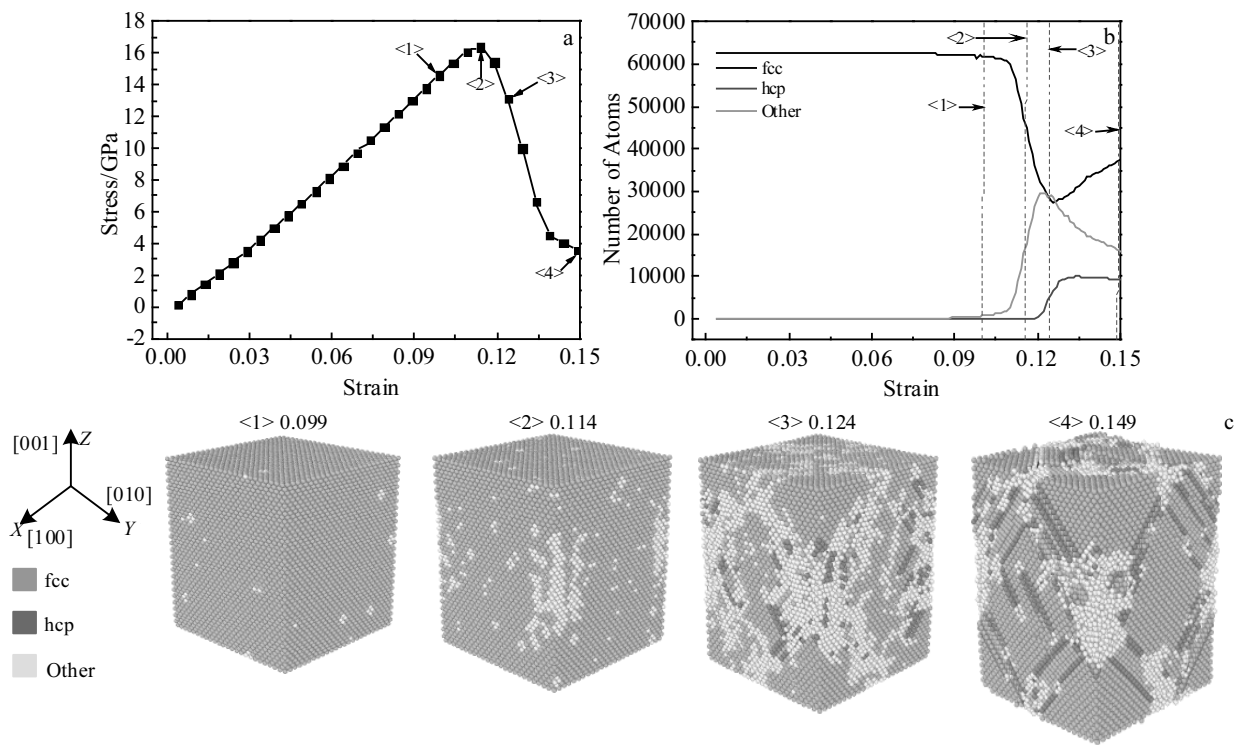 a
18
16
14
12
10
8
6
4
2
0
-2
Stress/GPa
<1>
<2>
<3>
<4>
0.00 0.03 0.06 0.09 0.12 0.15
Strain
b
70000
60000
50000
40000
30000
20000
10000
0
Number of Atoms
fcc
hcp
Other
<1>
<2>
<3>
<4>
0.00 0.03 0.06 0.09 0.12 0.15
Strain
c
<1> 0.099 <2> 0.114 <3> 0.124 <4> 0.149
[001] Z
[010]
X [100] Y
fcc
hcp
Other